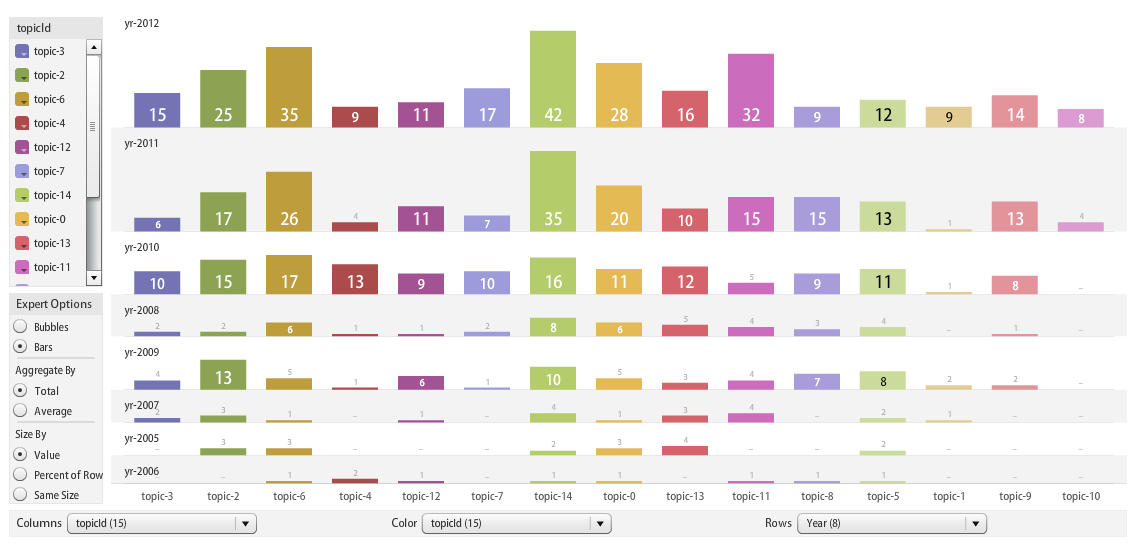 topicId
topic-3
topic-2
topic-6
topic-4
topic-12
topic-7
topic-14
topic-0
topic-13
topic-11
Expert Options
Bubbles
Bars
Aggregate By
Total
Average
Size By
Value
Percent of Row
Same Size
yr-2012
15 25 35 9 11 17 42 28 16 32 9 12 9 14 8
yr-2011
6 17 26 4 11 7 35 20 10 15 15 13 1 13 4
yr-2010
10 15 17 13 9 10 16 11 12 5 9 11 1 8 –
yr-2008
2 2 6 1 1 2 8 6 5 4 3 4 – 1 –
yr-2009
4 13 5 1 6 1 10 5 3 4 7 8 2 2 –
yr-2007
2 3 1 – 1 – 4 1 3 4 – 2 1 – –
yr-2005
– 3 3 – – – 2 3 4 – – 2 – – –
yr-2006
– – 1 2 1 – 1 1 – 1 1 1 – – –
topic-3 topic-2 topic-6 topic-4 topic-12 topic-7 topic-14 topic-0 topic-13 topic-11 topic-8 topic-5 topic-1 topic-9 topic-10
Columns topicId (15) Color topicId (15) Rows Year (8)